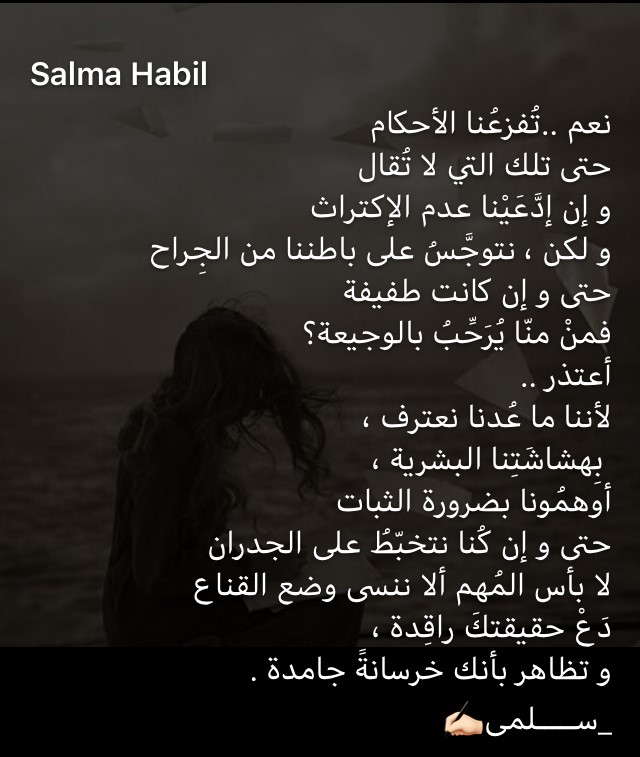 Salma Habil
نعم ..تُفزعُنا الأحكام
حتى تلك التي لا تُقال
و إن إدَّعَيْنا عدم الإكتراث
و لكن ، نتوجَّسُ على باطننا من الجِراح
حتى و إن كانت طفيفة
فمنْ منّا يُرَحِّبُ بالوجيعة؟
أعتذر ..
لأننا ما عُدنا نعترف ،
بِهشاشَتِنا البشرية ،
أوهمُونا بضرورة الثبات
حتى و إن كُنا نتخبّطُ على الجدران
لا بأس المُهم ألا ننسى وضع القناع
دَعْ حقيقتكَ راقِدة ،
و تظاهر بأنك خرسانةً جامدة .
_ســـلمى✍🏻